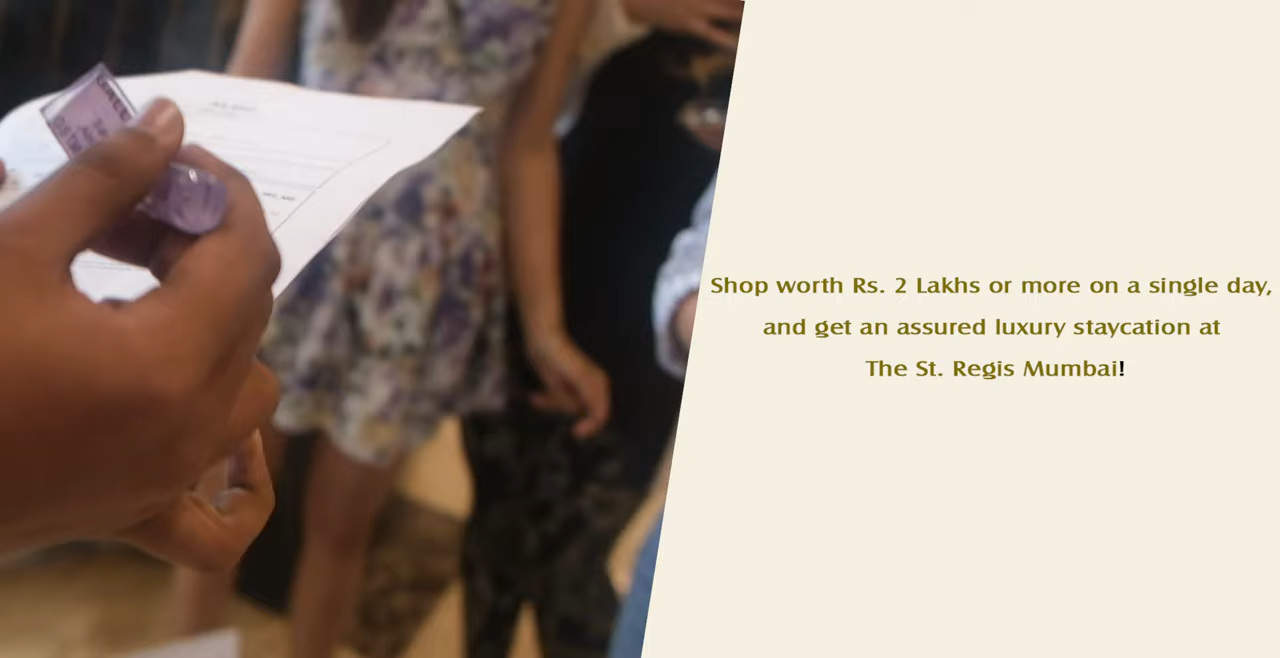 Shop worth Rs. 2 Lakhs or more on a single day,
and get an assured luxury staycation at
The St. Regis Mumbai!